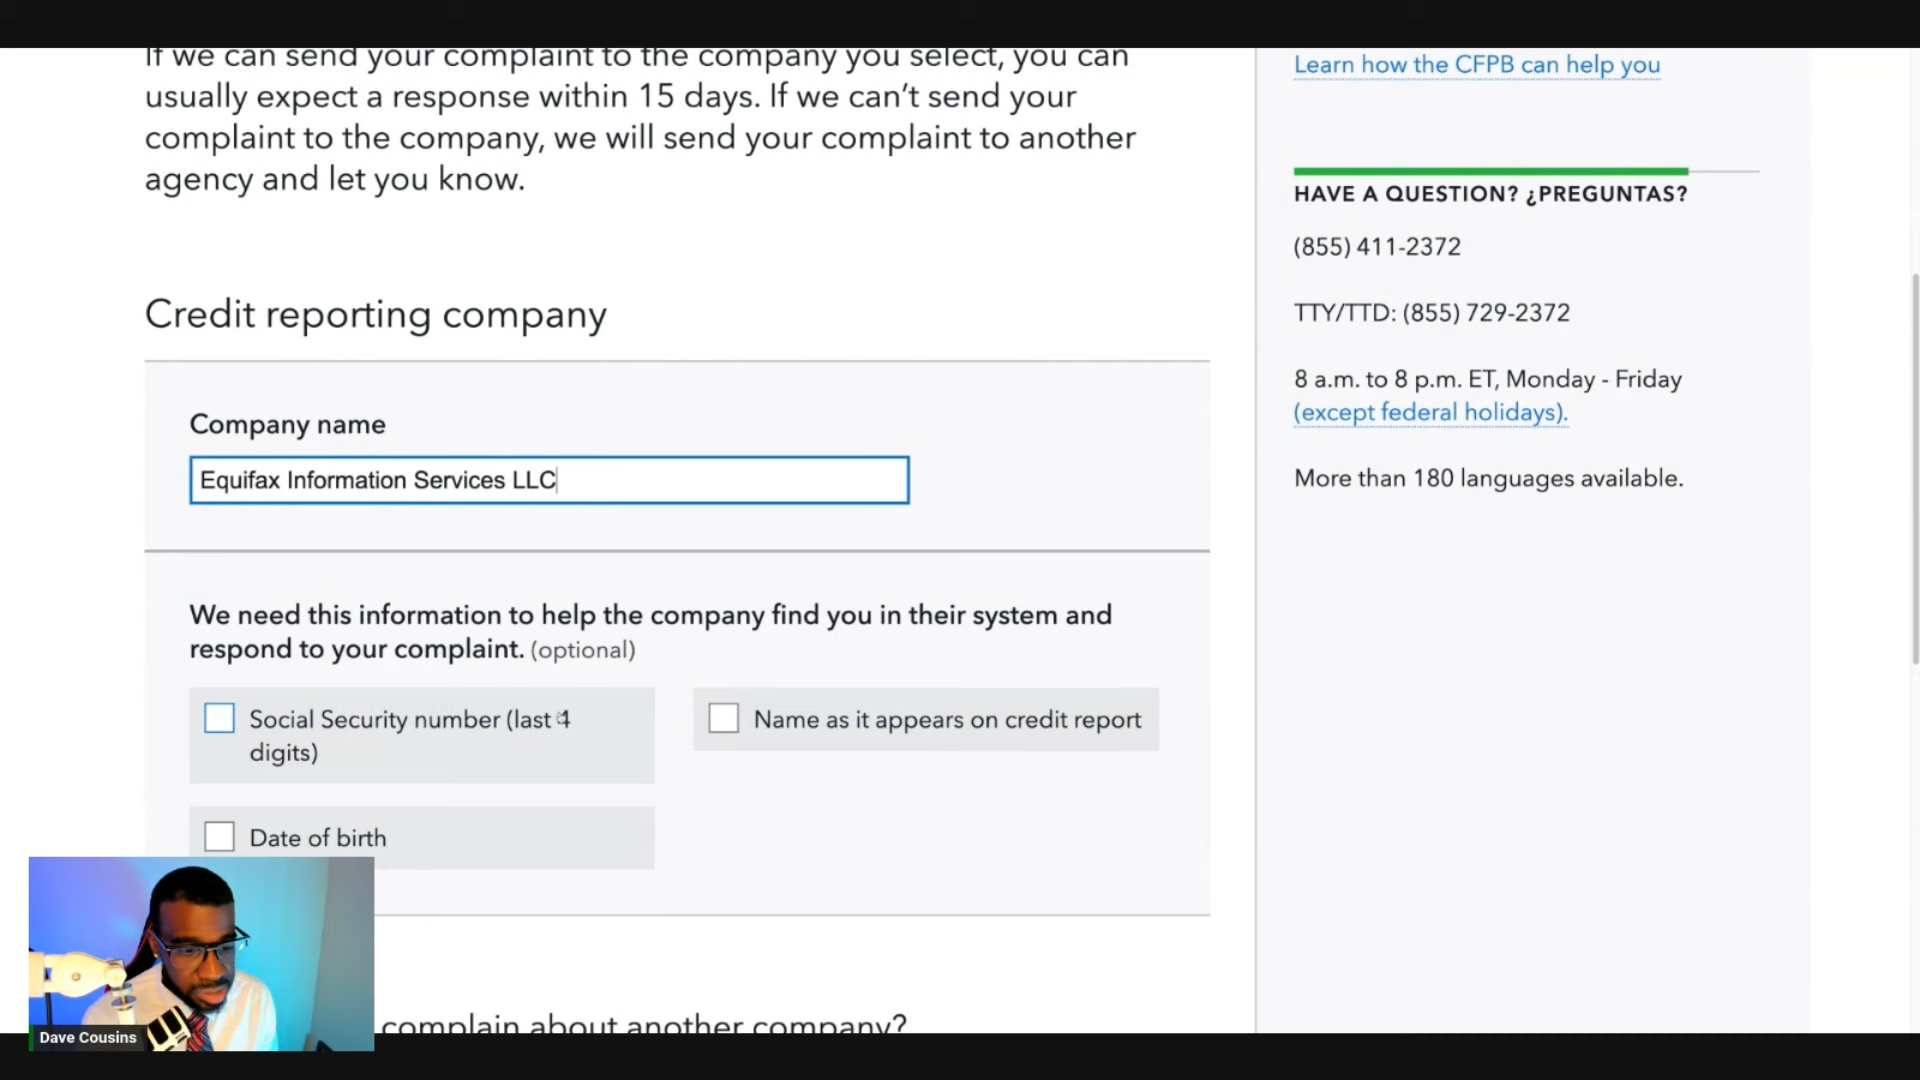 If we can send your complaint to the company you select, you can
usually expect a response within 15 days. If we can’t send your
complaint to the company, we will send your complaint to another
agency and let you know.
Credit reporting company
Company name
Equifax Information Services LLC
We need this information to help the company find you in their system and
respond to your complaint. (optional)
Social Security number (last 4
digits)
Name as it appears on credit report
Date of birth
complain about another company?
Dave Cousins
Learn how the CFPB can help you
HAVE A QUESTION? ¿PREGUNTAS?
(855) 411-2372
TTY/TTD: (855) 729-2372
8 a.m. to 8 p.m. ET, Monday - Friday
(except federal holidays).
More than 180 languages available.